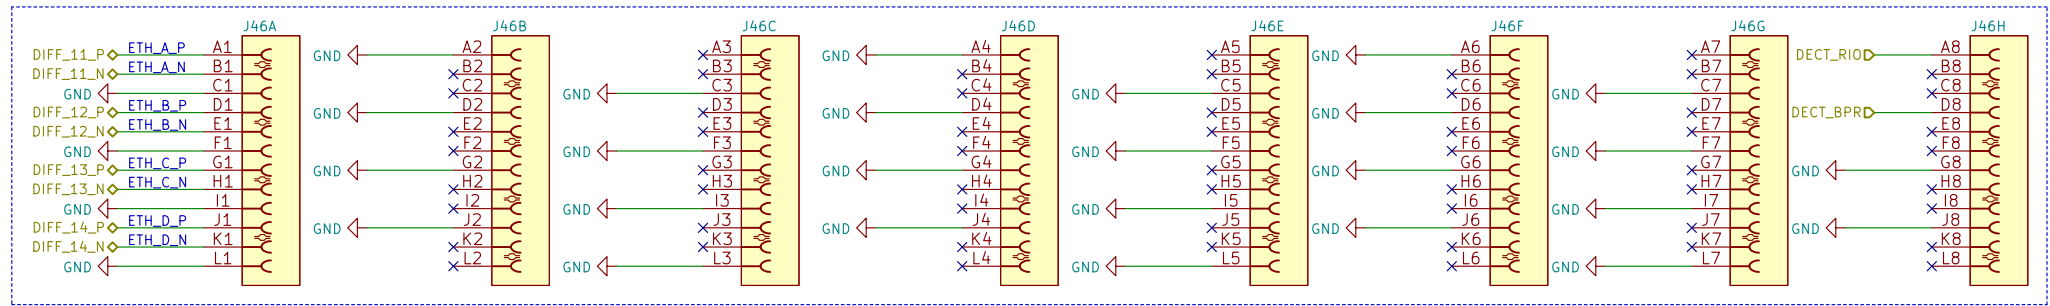 J46A J46B J46C J46D J46E J46F J46G J46H
DIFF_11_P ETH_A_P A1 GND A2 A3 GND A4 A5 GND A6 A7 DECT_RIO A8
DIFF_11_N ETH_A_N B1 B2 B3 B4 B5 B6 B7 B8
GND C1 C2 GND C3 C4 GND C5 C6 GND C7 C8
DIFF_12_P ETH_B_P D1 GND D2 D3 GND D4 D5 GND D6 D7 DECT_BPR D8
DIFF_12_N ETH_B_N E1 E2 E3 E4 E5 E6 E7 E8
GND F1 F2 GND F3 F4 GND F5 F6 GND F7 F8
DIFF_13_P ETH_C_P G1 GND G2 G3 GND G4 G5 GND G6 G7 GND G8
DIFF_13_N ETH_C_N H1 H2 H3 H4 H5 H6 H7 H8
GND I1 I2 GND I3 I4 GND I5 I6 GND I7 I8
DIFF_14_P ETH_D_P J1 GND J2 J3 GND J4 J5 GND J6 J7 GND J8
DIFF_14_N ETH_D_N K1 K2 K3 K4 K5 K6 K7 K8
GND L1 L2 GND L3 L4 GND L5 L6 GND L7 L8